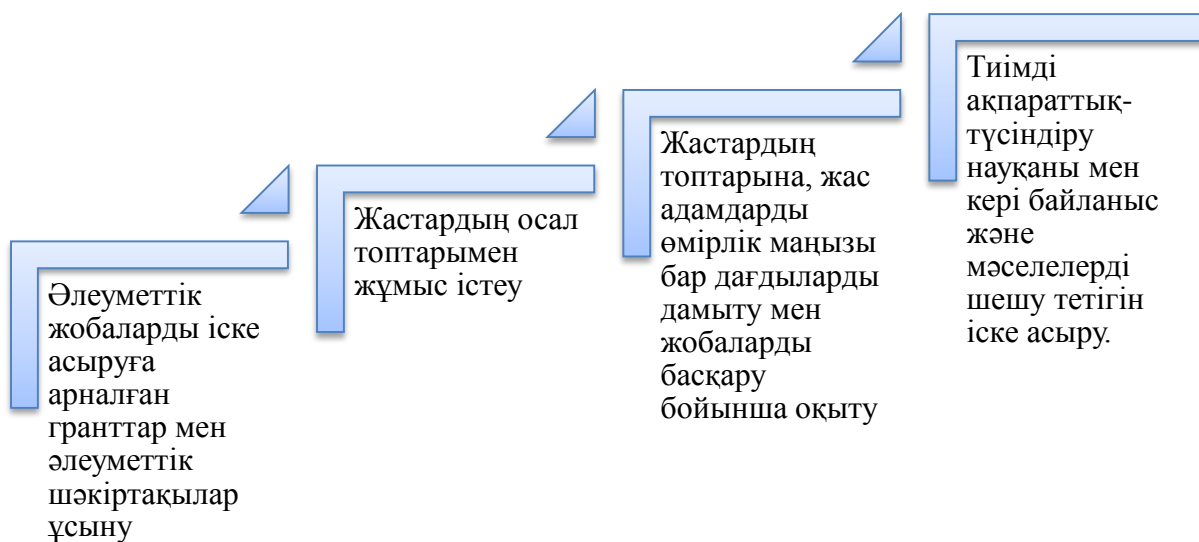 Әлеуметтік
жобаларды іске
асыруға
арналған
гранттар мен
әлеуметтік
шәкіртақылар
ұсыну
Жастардың осал
топтарымен
жұмыс істеу
Жастардың
топтарына, жас
адамдарды
өмірлік маңызы
бар дағдыларды
дамыту мен
жобаларды
басқару
бойынша оқыту
Тиімді
ақпараттық-
түсіндіру
науқаны мен
кері байланыс
және
мәселелерді
шешу тетігін
іске асыру.